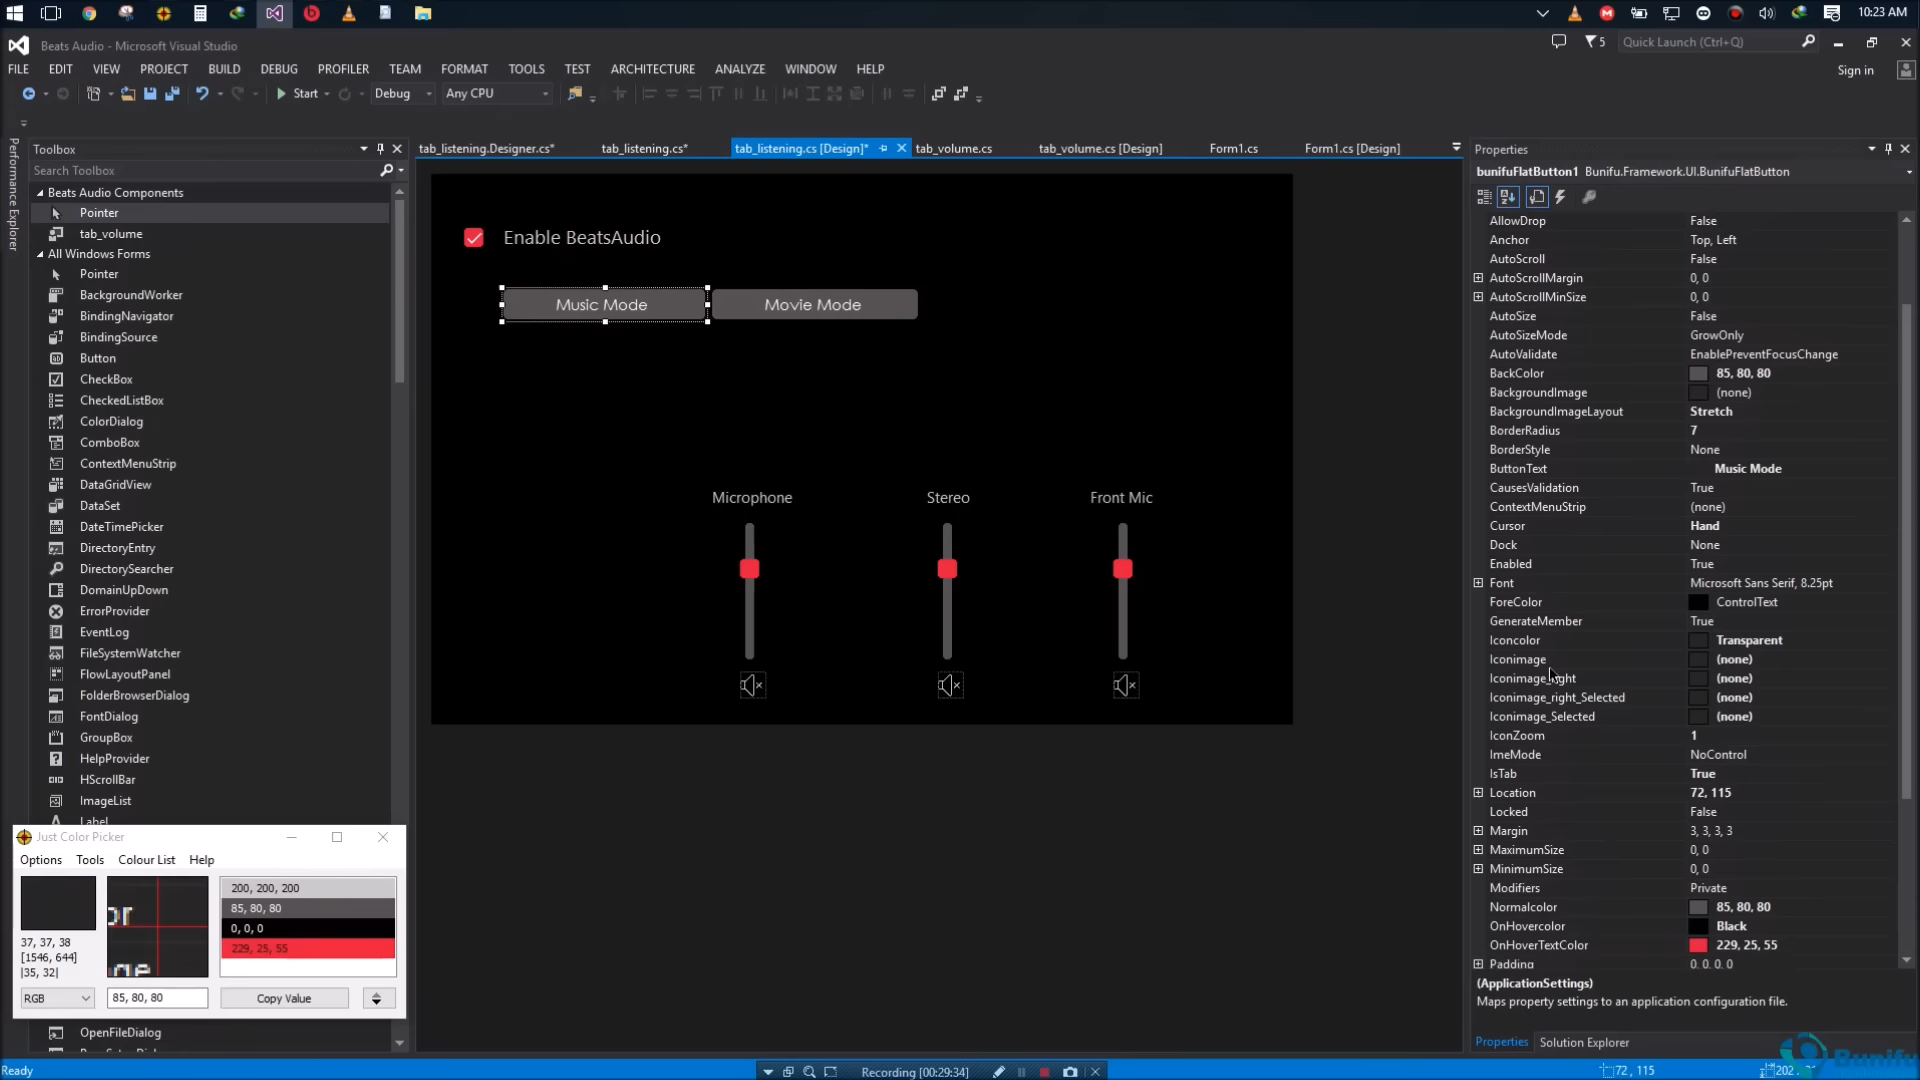 10:23 AM
Beats Audio - Microsoft Visual Studio
5
Quick Launch (Ctrl+Q)
FILE EDIT VIEW PROJECT BUILD DEBUG PROFILER TEAM FORMAT TOOLS TEST ARCHITECTURE ANALYZE WINDOW HELP
Sign in
Start Debug Any CPU
Performance Explorer
Toolbox
Search Toolbox
Beats Audio Components
Pointer
tab_volume
All Windows Forms
Pointer
BackgroundWorker
BindingNavigator
BindingSource
Button
CheckBox
CheckedListBox
ColorDialog
ComboBox
ContextMenuStrip
DataGridView
DataSet
DateTimePicker
DirectoryEntry
DirectorySearcher
DomainUpDown
ErrorProvider
EventLog
FileSystemWatcher
FlowLayoutPanel
FolderBrowserDialog
FontDialog
GroupBox
HelpProvider
HScrollBar
ImageList
Label
Just Color Picker
Options Tools Colour List Help
200, 200, 200
85, 80, 80
0, 0, 0
229, 25, 55
37, 37, 38
[1546, 644]
|35, 32|
RGB
85, 80, 80
Copy Value
OpenFileDialog
tab_listening.Designer.cs* tab_listening.cs* tab_listening.cs [Design]* tab_volume.cs tab_volume.cs [Design] Form1.cs Form1.cs [Design]
Enable BeatsAudio
Music Mode Movie Mode
Microphone Stereo Front Mic
Properties
bunifuFlatButton1 Bunifu.Framework.UI.BunifuFlatButton
AllowDrop False
Anchor Top, Left
AutoScroll False
AutoScrollMargin 0, 0
AutoScrollMinSize 0, 0
AutoSize False
AutoSizeMode GrowOnly
AutoValidate EnablePreventFocusChange
BackColor 85, 80, 80
BackgroundImage (none)
BackgroundImageLayout Stretch
BorderRadius 7
BorderStyle None
ButtonText Music Mode
CausesValidation True
ContextMenuStrip (none)
Cursor Hand
Dock None
Enabled True
Font Microsoft Sans Serif, 8.25pt
ForeColor ControlText
GenerateMember True
Iconcolor Transparent
Iconimage (none)
Iconimage_right (none)
Iconimage_right_Selected (none)
Iconimage_Selected (none)
IconZoom 1
ImeMode NoControl
IsTab True
Location 72, 115
Locked False
Margin 3, 3, 3, 3
MaximumSize 0, 0
MinimumSize 0, 0
Modifiers Private
Normalcolor 85, 80, 80
OnHovercolor Black
OnHoverTextColor 229, 25, 55
Padding 0, 0, 0, 0
(ApplicationSettings)
Maps property settings to an application configuration file.
Properties Solution Explorer
Bunifu
Ready
Recording [00:29:34]
72 , 115